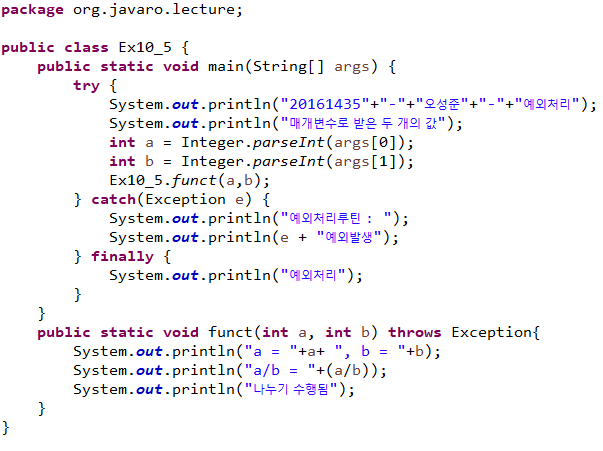 package org.javaro.lecture;
public class Ex10_5 {
public static void main(String[] args) {
try {
System.out.println("20161435"+"-"+"오성준"+"-"+"예외처리");
System.out.println("매개변수로 받은 두 개의 값");
int a = Integer.parseInt(args[0]);
int b = Integer.parseInt(args[1]);
Ex10_5.funct(a,b);
} catch(Exception e) {
System.out.println("예외처리루틴 : ");
System.out.println(e + "예외발생");
} finally {
System.out.println("예외처리");
}
}
public static void funct(int a, int b) throws Exception{
System.out.println("a = "+a+ ", b = "+b);
System.out.println("a/b = "+(a/b));
System.out.println("나누기 수행됨");
}
}